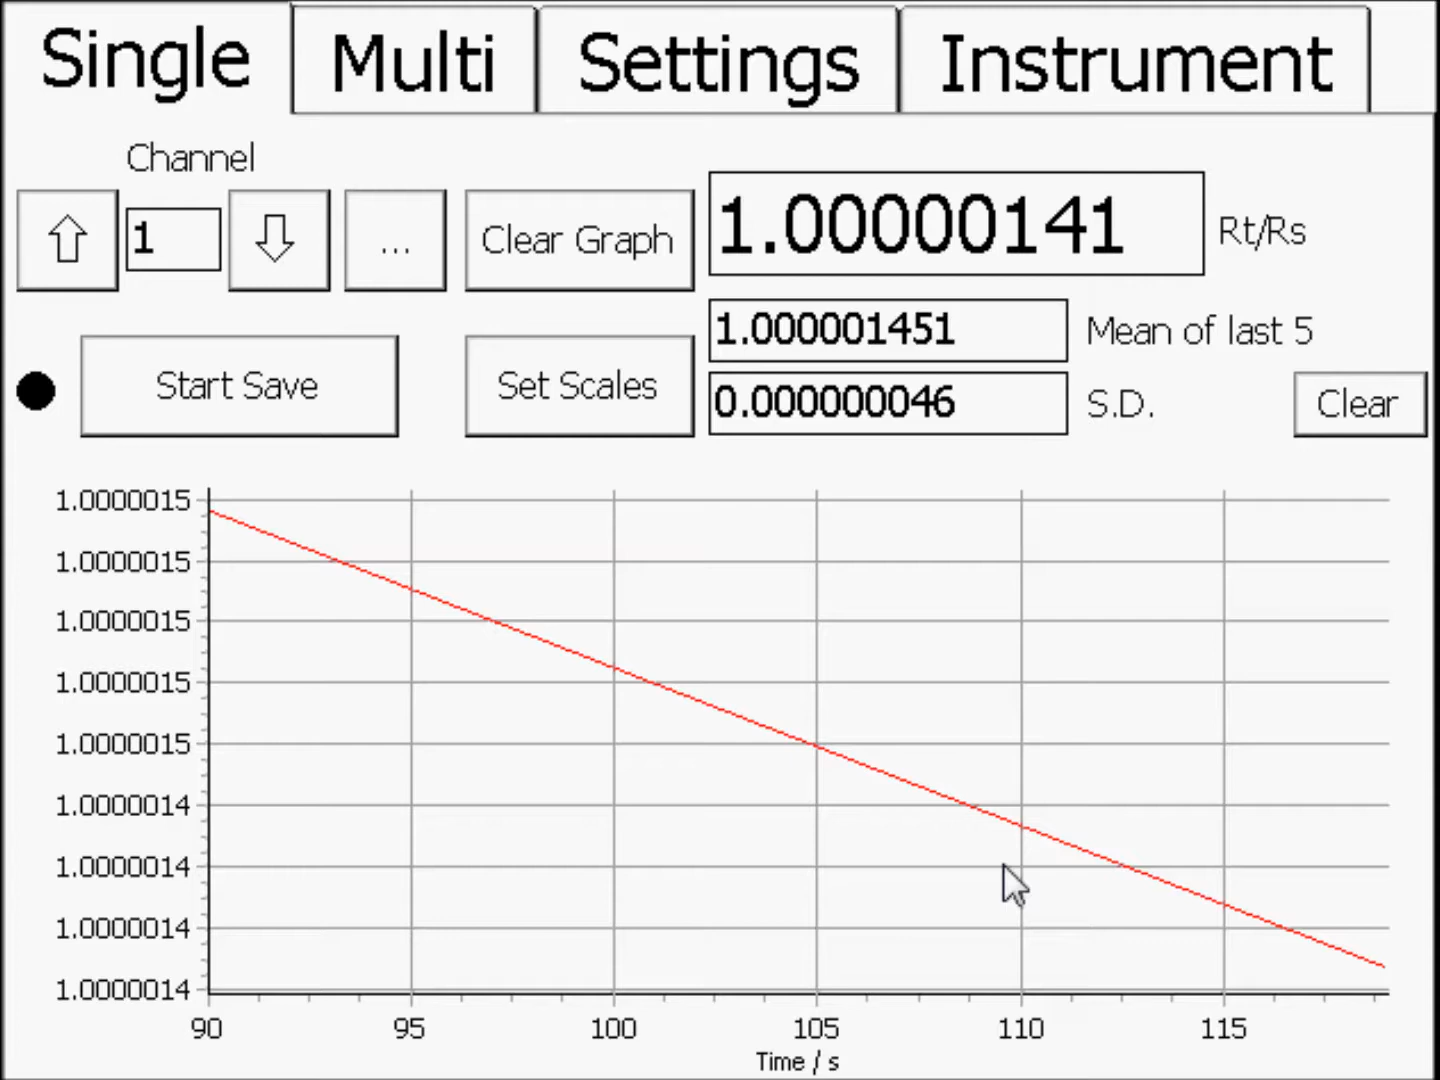 Single Multi Settings Instrument
Channel
1 ... Clear Graph 1.00000141 Rt/Rs
1.000001451 Mean of last 5
Start Save Set Scales 0.000000046 S.D. Clear
1.0000015
1.0000015
1.0000015
1.0000015
1.0000015
1.0000014
1.0000014
1.0000014
1.0000014
90 95 100 105 110 115
Time / s